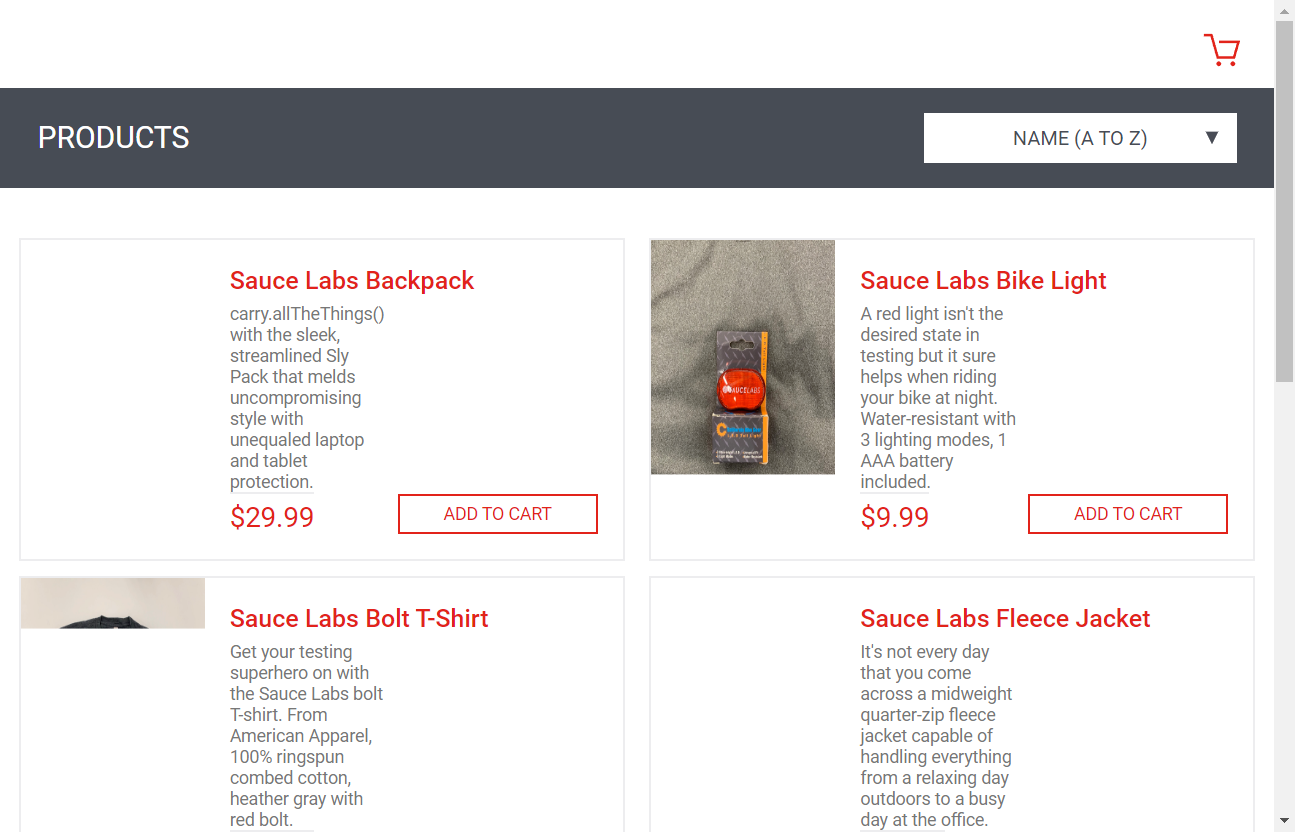 PRODUCTS
NAME (A TO Z)
Sauce Labs Backpack
carry.allTheThings()
with the sleek,
streamlined Sly
Pack that melds
uncompromising
style with
unequaled laptop
and tablet
protection.
$29.99
ADD TO CART
SAUCELABS
Sauce Labs Bike Light
A red light isn't the
desired state in
testing but it sure
helps when riding
your bike at night.
Water-resistant with
3 lighting modes, 1
AAA battery
included.
$9.99
ADD TO CART
Sauce Labs Bolt T-Shirt
Get your testing
superhero on with
the Sauce Labs bolt
T-shirt. From
American Apparel,
100% ringspun
combed cotton,
heather gray with
red bolt.
Sauce Labs Fleece Jacket
It's not every day
that you come
across a midweight
quarter-zip fleece
jacket capable of
handling everything
from a relaxing day
outdoors to a busy
day at the office.